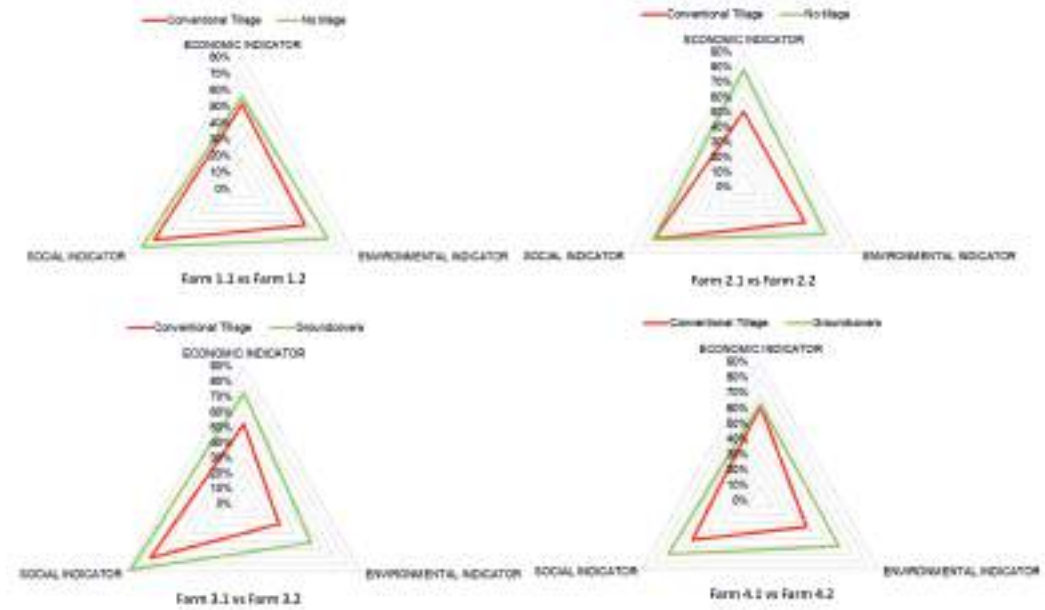 Conventional Tillage No tillage
ECONOMIC INDICATOR
80%
70%
60%
50%
40%
30%
20%
10%
0%
SOCIAL INDICATOR ENVIRONMENTAL INDICATOR
Farm 1.1 vs Farm 1.2
Conventional Tillage No tillage
ECONOMIC INDICATOR
90%
80%
70%
60%
50%
40%
30%
20%
10%
0%
SOCIAL INDICATOR ENVIRONMENTAL INDICATOR
Farm 2.1 vs Farm 2.2
Conventional Tillage Groundcovers
ECONOMIC INDICATOR
90%
80%
70%
60%
50%
40%
30%
20%
10%
0%
SOCIAL INDICATOR ENVIRONMENTAL INDICATOR
Farm 3.1 vs Farm 3.2
Conventional Tillage Groundcovers
ECONOMIC INDICATOR
90%
80%
70%
60%
50%
40%
30%
20%
10%
0%
SOCIAL INDICATOR ENVIRONMENTAL INDICATOR
Farm 4.1 vs Farm 4.2